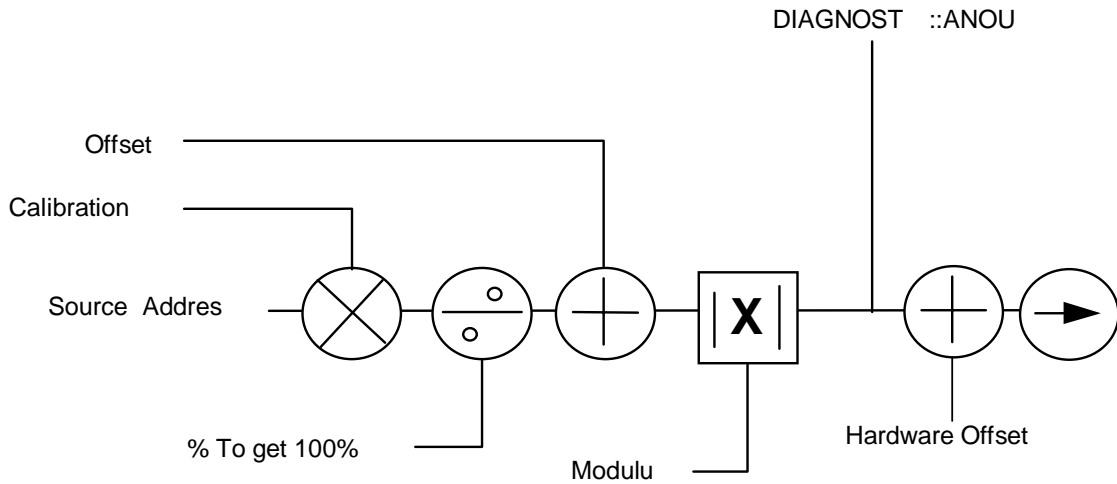 DIAGNOST ::ANOU
Offset
Calibration
Source Addres
X
% To get 100%
Hardware Offset
Modulu